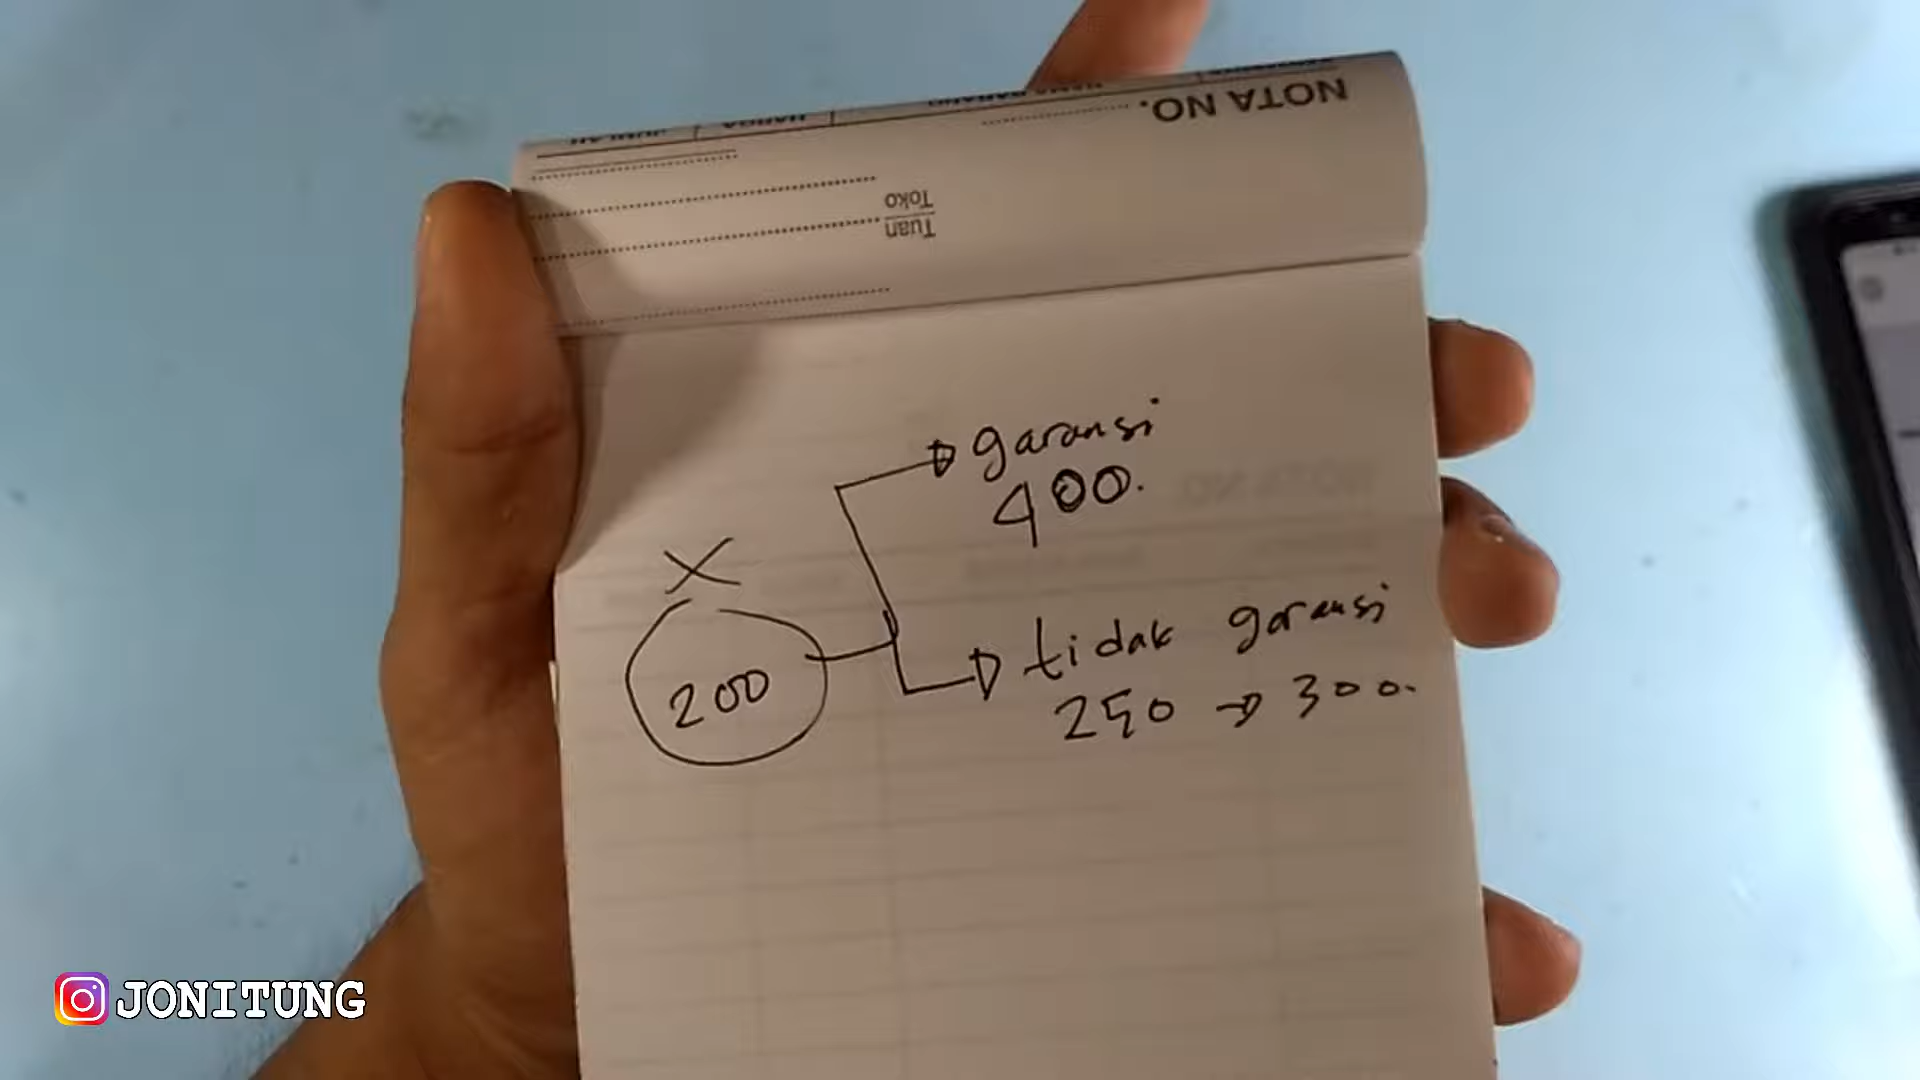 NOTA NO.
Tuan
Toko
garansi
400.
X
200
tidak garansi
250 → 300.
JONITUNG